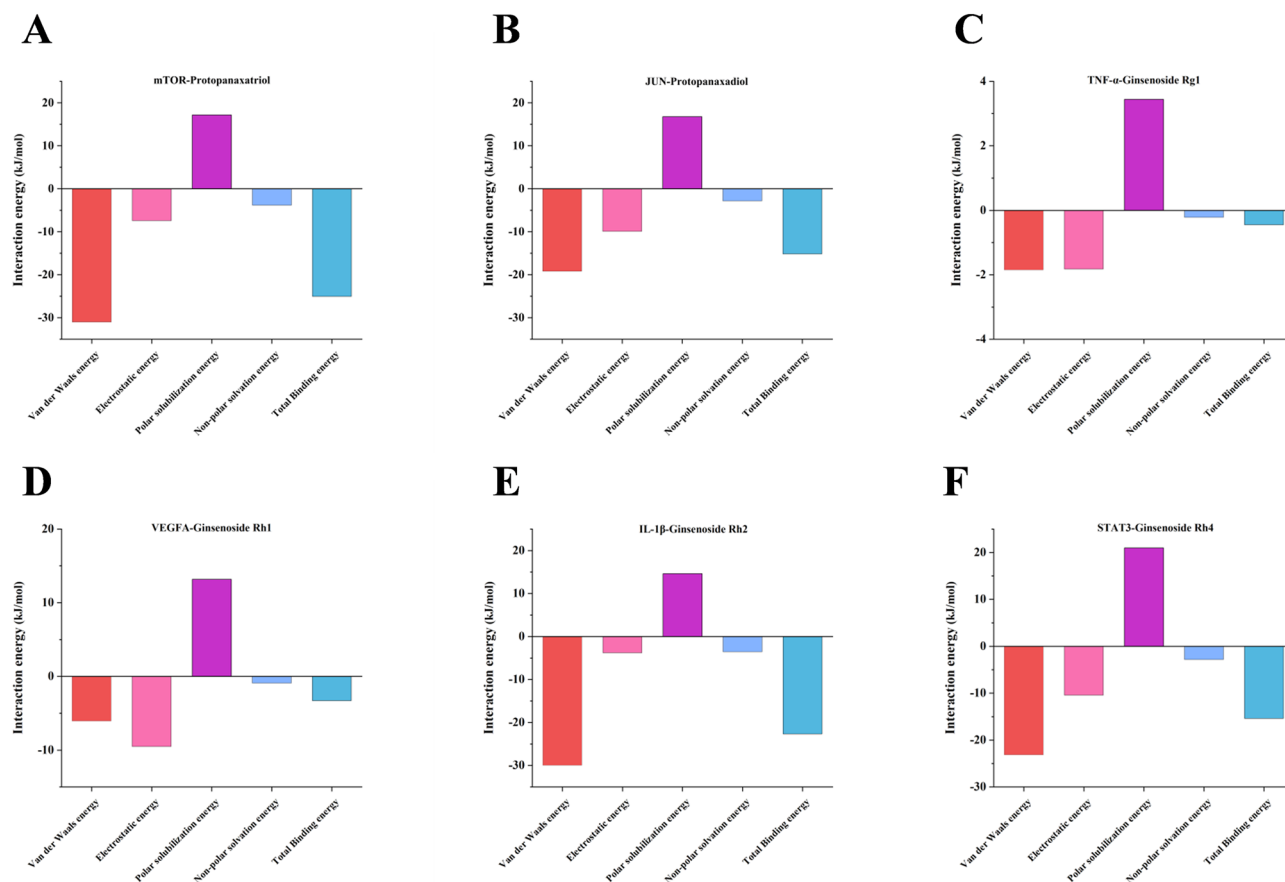 A
mTOR-Protopanaxatriol
Interaction energy (kJ/mol)
20
10
0
-10
-20
-30
Van der Waals energy
Electrostatic energy
Polar solubilization energy
Non-polar solvation energy
Total Binding energy
B
JUN-Protopanaxadiol
Interaction energy (kJ/mol)
20
10
0
-10
-20
-30
Van der Waals energy
Electrostatic energy
Polar solubilization energy
Non-polar solvation energy
Total Binding energy
C
TNF-α-Ginsenoside Rg1
Interaction energy (kJ/mol)
4
2
0
-2
-4
Van der Waals energy
Electrostatic energy
Polar solubilization energy
Non-polar solvation energy
Total Binding energy
D
VEGFA-Ginsenoside Rh1
Interaction energy (kJ/mol)
20
10
0
-10
Van der Waals energy
Electrostatic energy
Polar solubilization energy
Non-polar solvation energy
Total Binding energy
E
IL-1β-Ginsenoside Rh2
Interaction energy (kJ/mol)
20
10
0
-10
-20
-30
Van der Waals energy
Electrostatic energy
Polar solubilization energy
Non-polar solvation energy
Total Binding energy
F
STAT3-Ginsenoside Rh4
Interaction energy (kJ/mol)
20
10
0
-10
-20
-30
Van der Waals energy
Electrostatic energy
Polar solubilization energy
Non-polar solvation energy
Total Binding energy